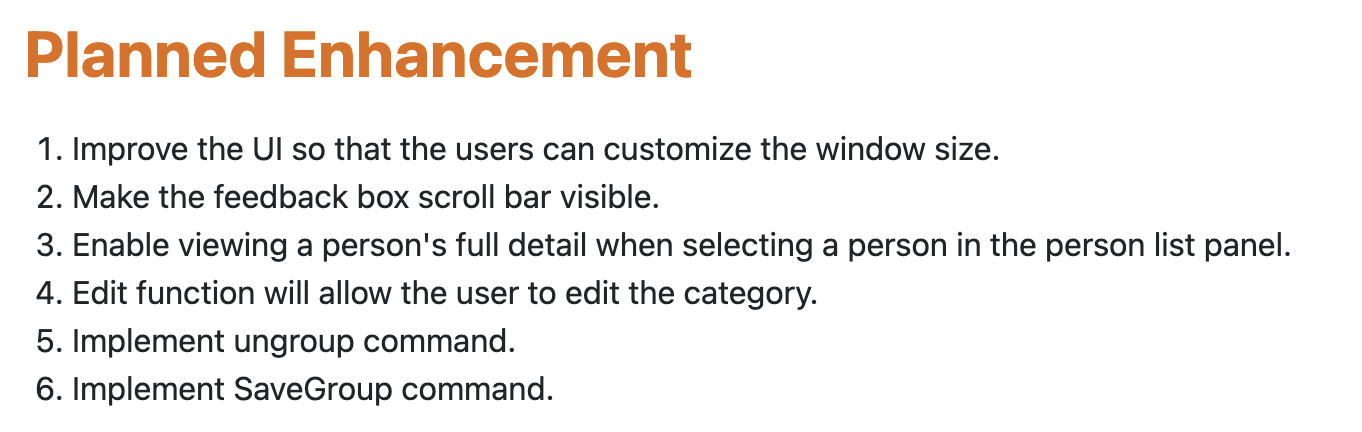 Planned Enhancement
1. Improve the UI so that the users can customize the window size.
2. Make the feedback box scroll bar visible.
3. Enable viewing a person's full detail when selecting a person in the person list panel.
4. Edit function will allow the user to edit the category.
5. Implement ungroup command.
6. Implement SaveGroup command.